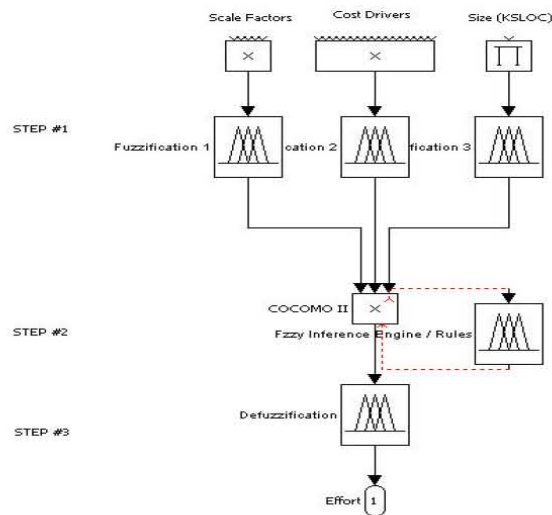 Scale Factors
Cost Drivers
Size (KSLOC)
STEP #1
Fuzzification 1
cation 2
fication 3
COCOMO II
STEP #2
Fzzy Inference Engine / Rules
Defuzzification
STEP #3
Effort
1